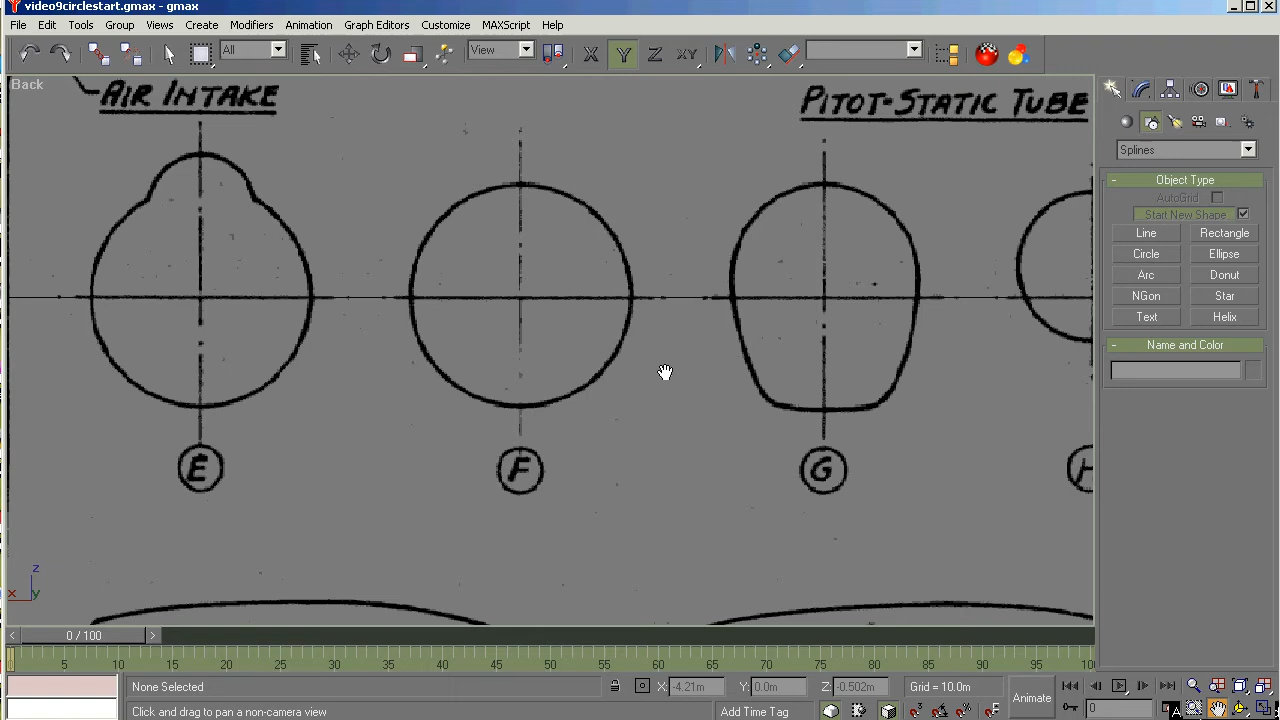 video9circlestart.gmax - gmax
File Edit Tools Group Views Create Modifiers Animation Graph Editors Customize MAXScript Help
All View X Y Z XY
Back
AIR INTAKE PITOT-STATIC TUBE
Splines
- Object Type
AutoGrid
Start New Shape
Line Rectangle
Circle Ellipse
Arc Donut
NGon Star
Text Helix
- Name and Color
E F G H
z
x y
< 0 / 100 >
0 5 10 15 20 25 30 35 40 45 50 55 60 65 70 75 80 85 90 95 100
None Selected X: -4.21m Y: 0.0m Z: -0.502m Grid = 10.0m Animate 0
Click and drag to pan a non-camera view Add Time Tag